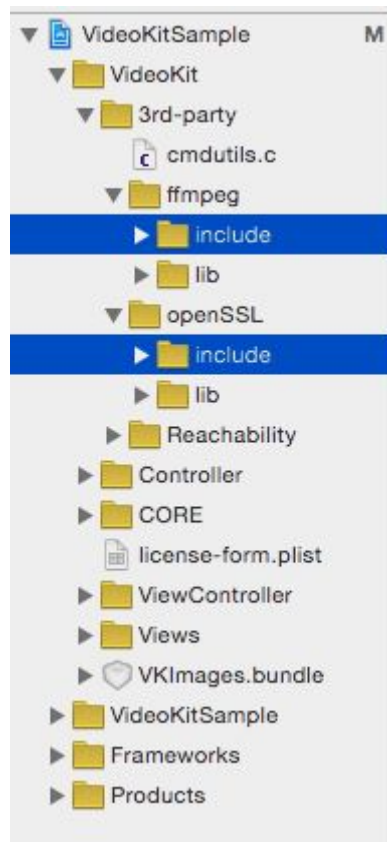 VideoKitSample M
VideoKit
3rd-party
c cmdutils.c
ffmpeg
include
lib
openSSL
include
lib
Reachability
Controller
CORE
license-form.plist
ViewController
Views
VKImages.bundle
VideoKitSample
Frameworks
Products